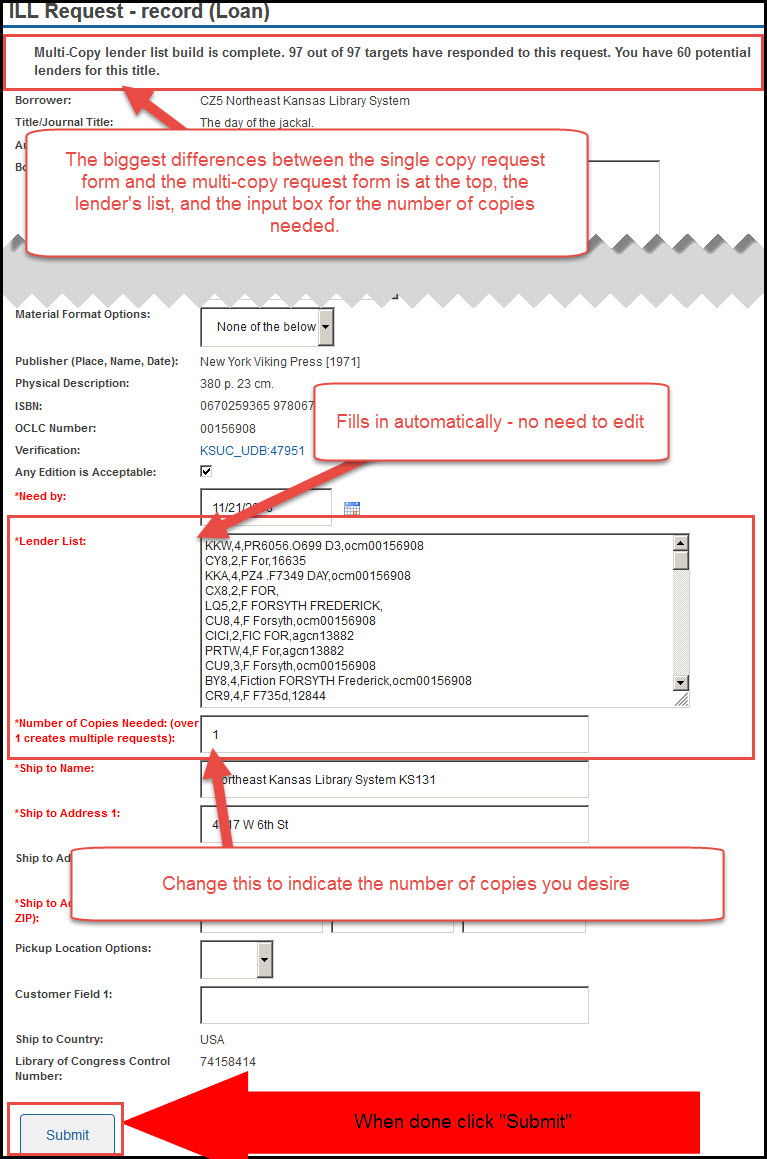 ILL Request - record (Loan)
Multi-Copy lender list build is complete. 97 out of 97 targets have responded to this request. You have 60 potential
lenders for this title.
Borrower: CZ5 Northeast Kansas Library System
Title/Journal Title: The day of the jackal.
The biggest differences between the single copy request
form and the multi-copy request form is at the top, the
lender's list, and the input box for the number of copies
needed.
Material Format Options: None of the below
Publisher (Place, Name, Date): New York Viking Press [1971]
Physical Description: 380 p. 23 cm.
ISBN: 0670259365
Fills in automatically - no need to edit
OCLC Number: 00156908
Verification: KSUC_UDB:47951
Any Edition is Acceptable:
*Need by: 11/21/
*Lender List:
KKW,4,PR6056.O699 D3,ocm00156908
CY8,2,F For,16635
KKA,4,PZ4 .F7349 DAY,ocm00156908
CX8,2,F FOR,
LQ5,2,F FORSYTH FREDERICK,
CU8,4,F Forsyth,ocm00156908
CICI,2,FIC FOR,agcn13882
PRTW,4,F For,agcn13882
CU9,3,F Forsyth,ocm00156908
BY8,4,Fiction FORSYTH Frederick,ocm00156908
CR9,4,F F735d,12844
*Number of Copies Needed: (over
1 creates multiple requests): 1
*Ship to Name: Northeast Kansas Library System KS131
*Ship to Address 1: 17 W 6th St
Ship to
Change this to indicate the number of copies you desire
*Ship to
ZIP):
Pickup Location Options:
Customer Field 1:
Ship to Country: USA
Library of Congress Control
Number: 74158414
Submit
When done click "Submit"